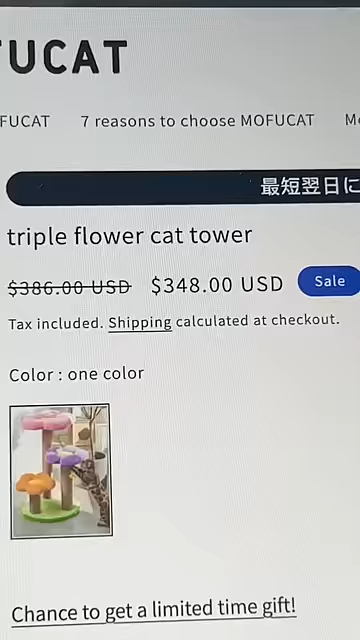 UCAT
FUCAT 7 reasons to choose MOFUCAT
最短翌日に
triple flower cat tower
$386.00 USD $348.00 USD Sale
Tax included. Shipping calculated at checkout.
Color : one color
Chance to get a limited time gift!